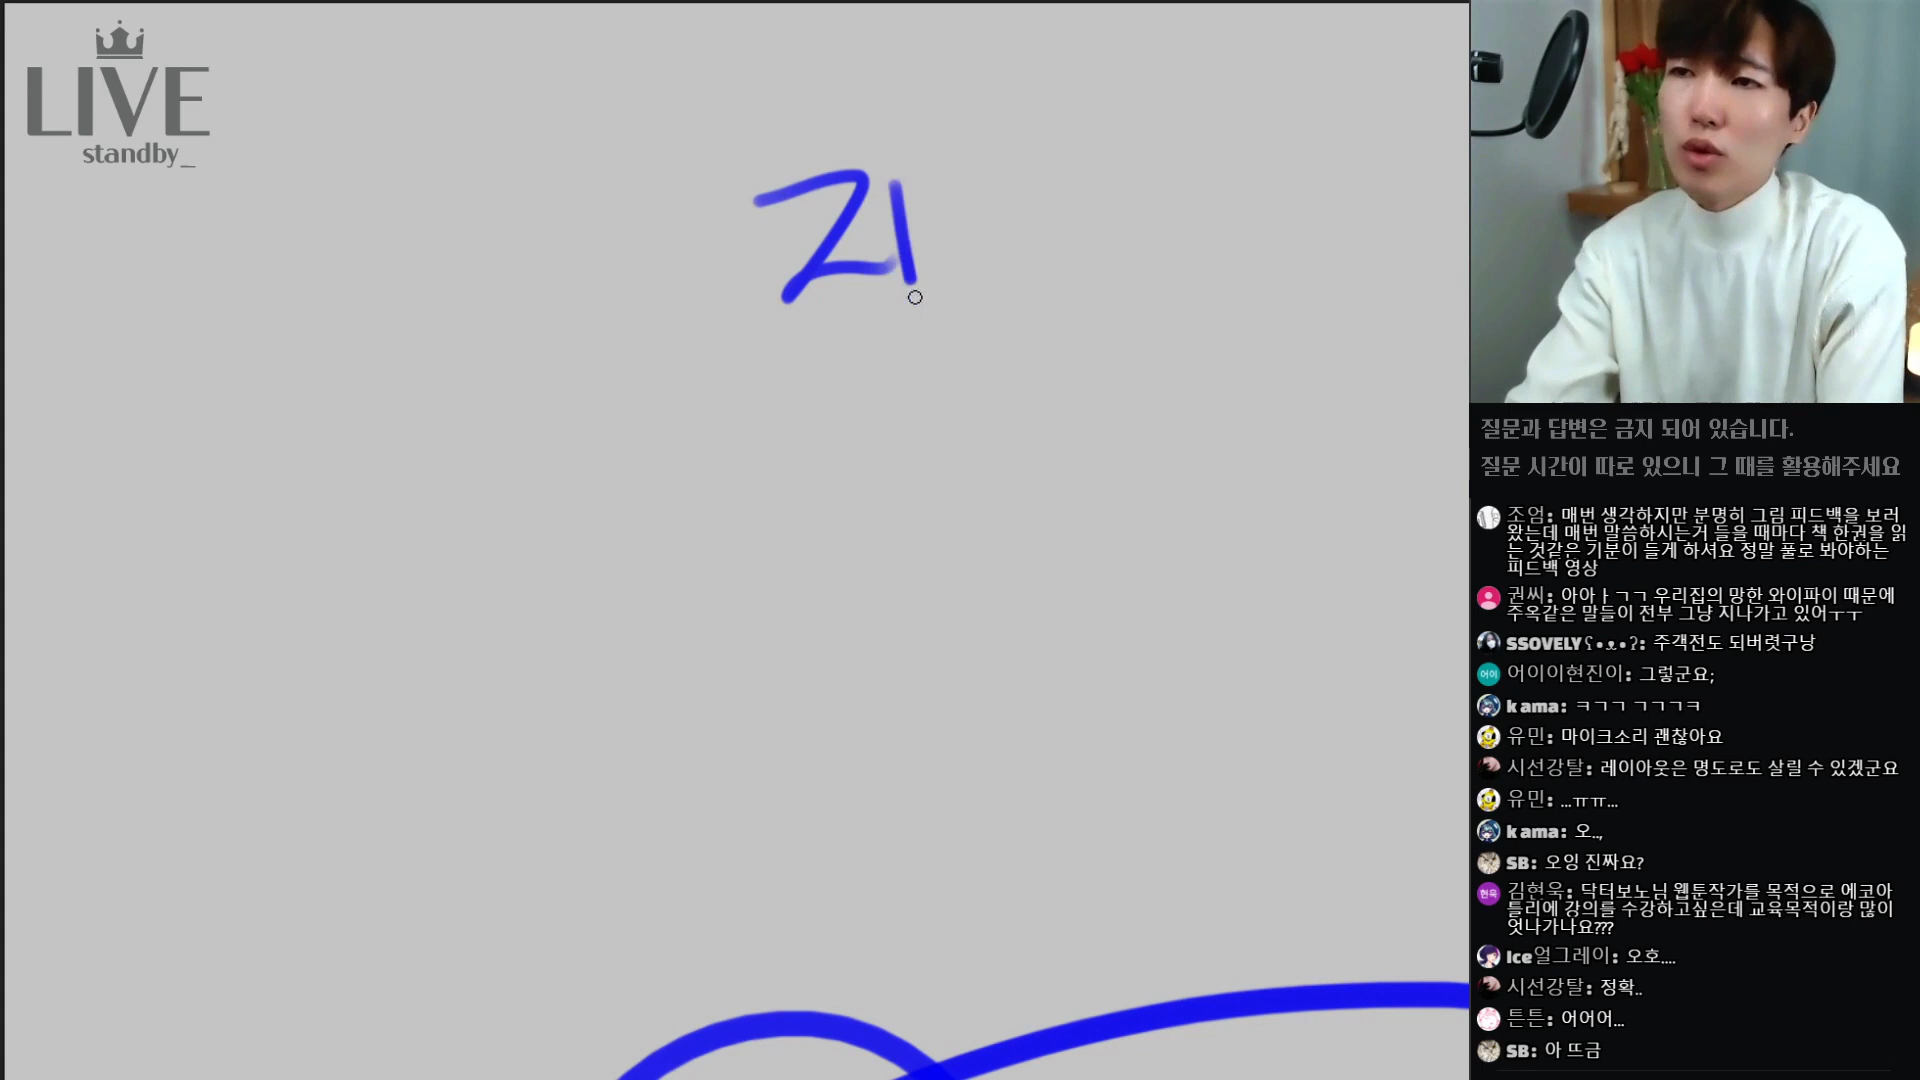 LIVE
standby_
지
질문과 답변은 금지 되어 있습니다.
질문 시간이 따로 있으니 그 때를 활용해주세요
조엄: 매번 생각하지만 분명히 그림 피드백을 보러
왔는데 매번 말씀하시는거 들을 때마다 책 한권을 읽
는 것같은 기분이 들게 하셔요 정말 풀로 봐야하는
피드백 영상
권씨: 아아ㅏㄱㄱ 우리집의 망한 와이파이 때문에
주옥같은 말들이 전부 그냥 지나가고 있어ㅜㅜ
SSOVELYʕ•ᴥ•ʔ: 주객전도 되버렷구낭
어이
어이이현진이: 그렇군요;
kama: ㅋㄱㄱ ㄱㄱㄱㅋ
유민: 마이크소리 괜찮아요
시선강탈: 레이아웃은 명도로도 살릴 수 있겠군요
유민: ...ㅠㅠ...
kama: 오..,
SB: 오잉 진짜요?
현욱
김현욱: 닥터보노님 웹툰작가를 목적으로 에코아
틀리에 강의를 수강하고싶은데 교육목적이랑 많이
엇나가나요???
Ice얼그레이: 오호....
시선강탈: 정확..
튼튼: 어어어...
SB: 아 뜨금